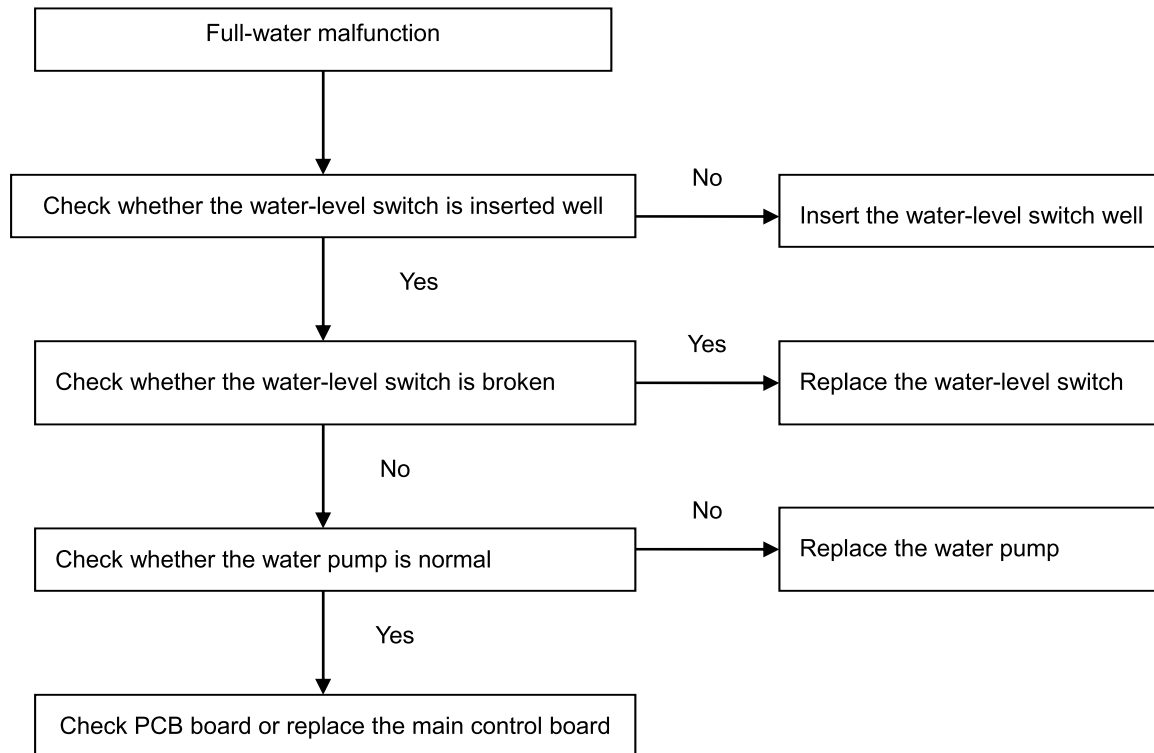 Full-water malfunction
No
Check whether the water-level switch is inserted well
Insert the water-level switch well
Yes
Yes
Check whether the water-level switch is broken
Replace the water-level switch
No
No
Check whether the water pump is normal
Replace the water pump
Yes
Check PCB board or replace the main control board